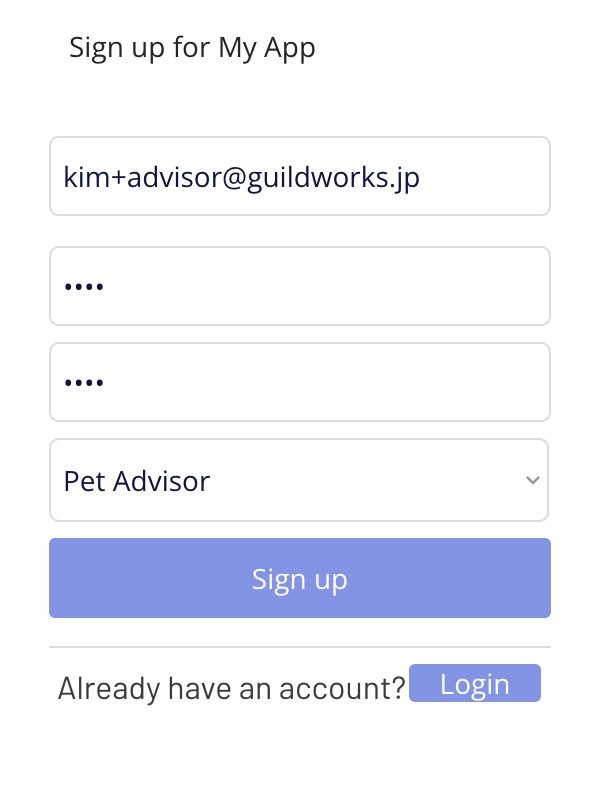 Sign up for My App
kim+advisor@guildworks.jp
••••
••••
Pet Advisor
Sign up
Already have an account? Login